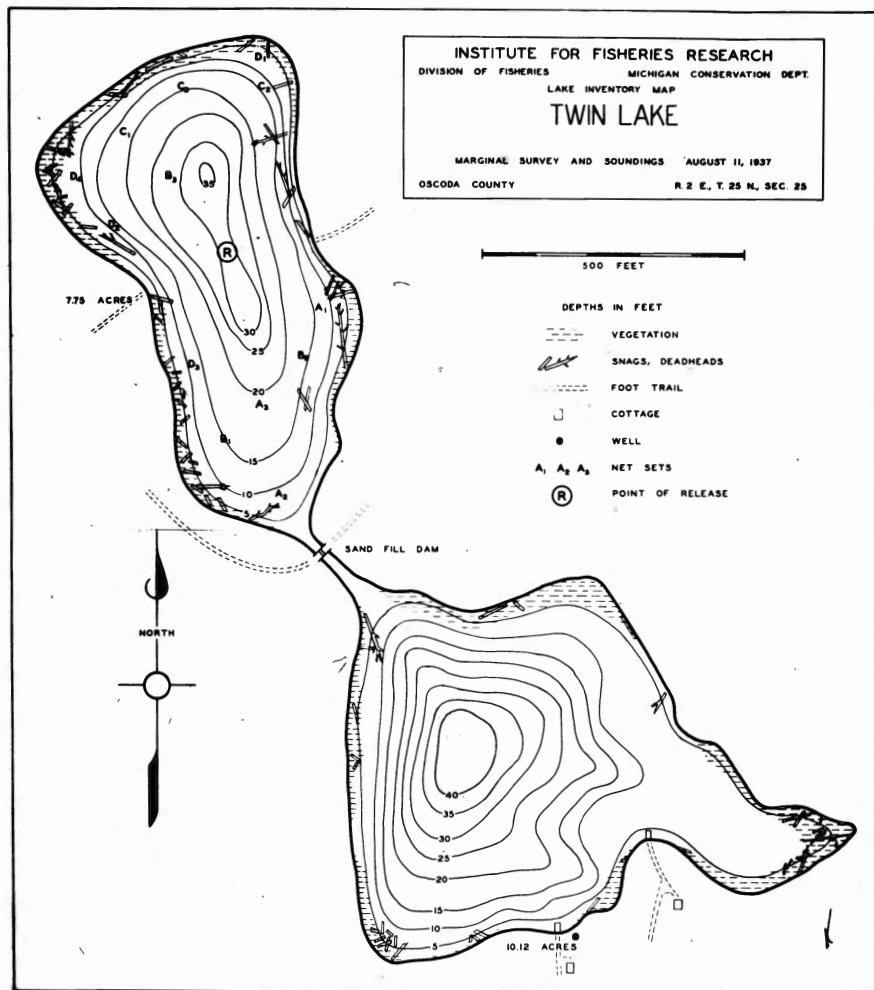 INSTITUTE FOR FISHERIES RESEARCH
DIVISION OF FISHERIES MICHIGAN CONSERVATION DEPT.
LAKE INVENTORY MAP
TWIN LAKE
MARGINAL SURVEY AND SOUNDINGS AUGUST 11, 1937
OSCODA COUNTY R. 2 E., T. 25 N., SEC. 25
500 FEET
DEPTHS IN FEET
VEGETATION
SNAGS, DEADHEADS
FOOT TRAIL
COTTAGE
WELL
A1 A2 A3 NET SETS
R POINT OF RELEASE
D1
C2
C1
B3
35
R
7.75 ACRES
A1
30
25
D3
20
A3
B1
15
10
5
A2
SAND FILL DAM
NORTH
40
35
30
25
20
15
10
5
10.12 ACRES